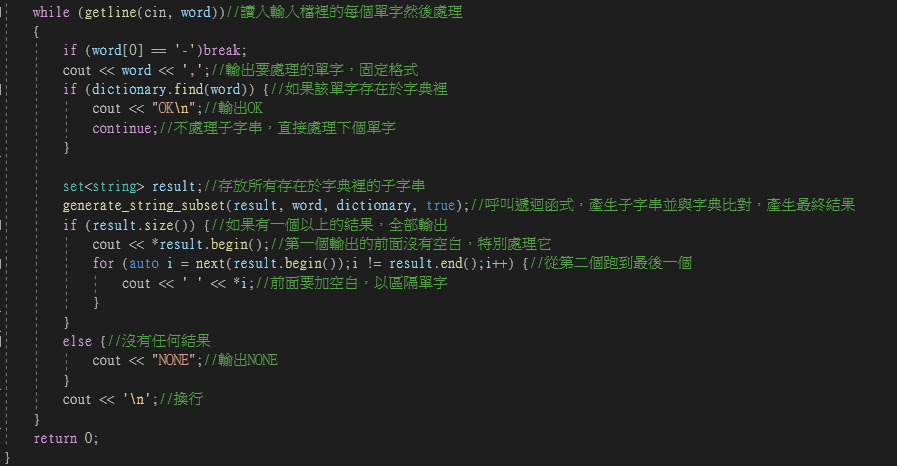 while (getline(cin, word))//讀入輸入檔裡的每個單字然後處理
{
if (word[0] == '-')break;
cout << word << ',';//輸出要處理的單字，固定格式
if (dictionary.find(word)) {//如果該單字存在於字典裡
cout << "OK\n";//輸出OK
continue;//不處理子字串，直接處理下個單字
}
set<string> result;//存放所有存在於字典裡的子字串
generate_string_subset(result, word, dictionary, true);//呼叫遞迴函式，產生子字串並與字典比對，產生最終結果
if (result.size()) {//如果有一個以上的結果，全部輸出
cout << *result.begin();//第一個輸出的前面沒有空白，特別處理它
for (auto i = next(result.begin());i != result.end();i++) {//從第二個跑到最後一個
cout << ' ' << *i;//前面要加空白，以區隔單字
}
}
else {//沒有任何結果
cout << "NONE";//輸出NONE
}
cout << '\n';//換行
}
return 0;
}